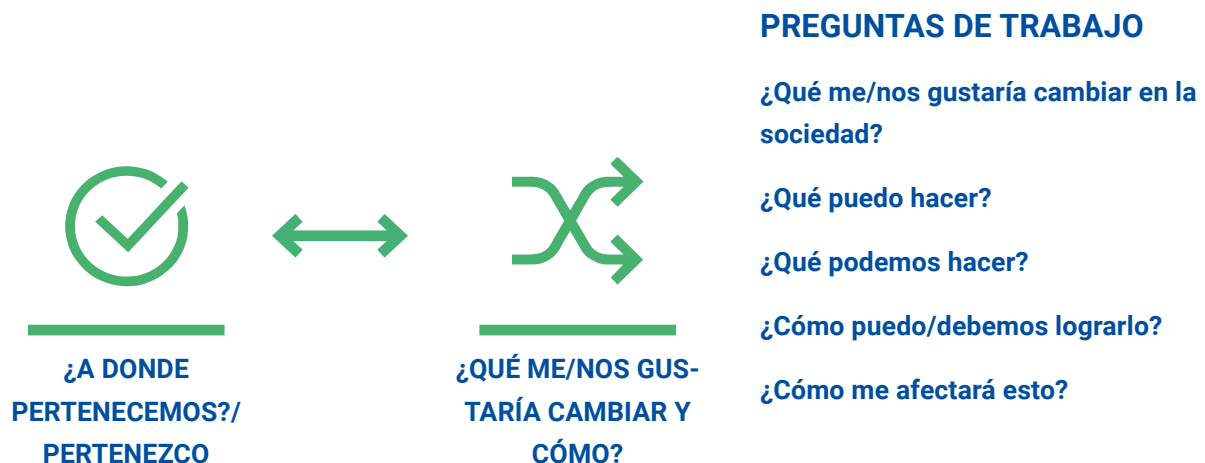 PREGUNTAS DE TRABAJO
¿Qué me/nos gustaría cambiar en la
sociedad?
¿Qué puedo hacer?
¿Qué podemos hacer?
¿Cómo puedo/debemos lograrlo?
¿Cómo me afectará esto?
¿A DONDE
PERTENECEMOS?/
PERTENEZCO
¿QUÉ ME/NOS GUS-
TARÍA CAMBIAR Y
CÓMO?